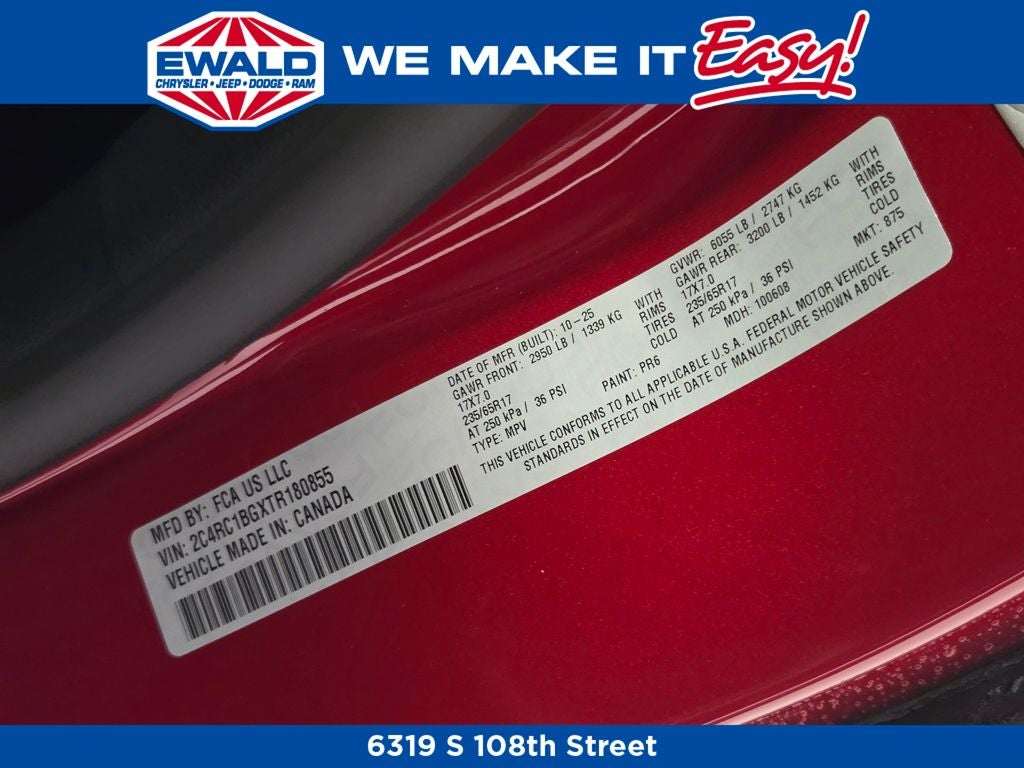 EWALD
CHRYSLER • JEEP • DODGE • RAM
WE MAKE IT Easy!
MFD BY: FCA US LLC
VIN: 2C4RC1BGXTR180855
VEHICLE MADE IN: CANADA
DATE OF MFR (BUILT): 10-25
GAWR FRONT: 2950 LB / 1339 KG WITH
17X7.0 RIMS
235/65R17 TIRES
AT 250 kPa / 36 PSI COLD
TYPE: MPV PAINT: PR6
GVWR: 6055 LB / 2747 KG
GAWR REAR: 3200 LB / 1452 KG WITH
17X7.0 RIMS
235/65R17 TIRES
AT 250 kPa / 36 PSI COLD
MDH: 100608 MKT: 875
THIS VEHICLE CONFORMS TO ALL APPLICABLE U.S.A. FEDERAL MOTOR VEHICLE SAFETY
STANDARDS IN EFFECT ON THE DATE OF MANUFACTURE SHOWN ABOVE.
6319 S 108th Street